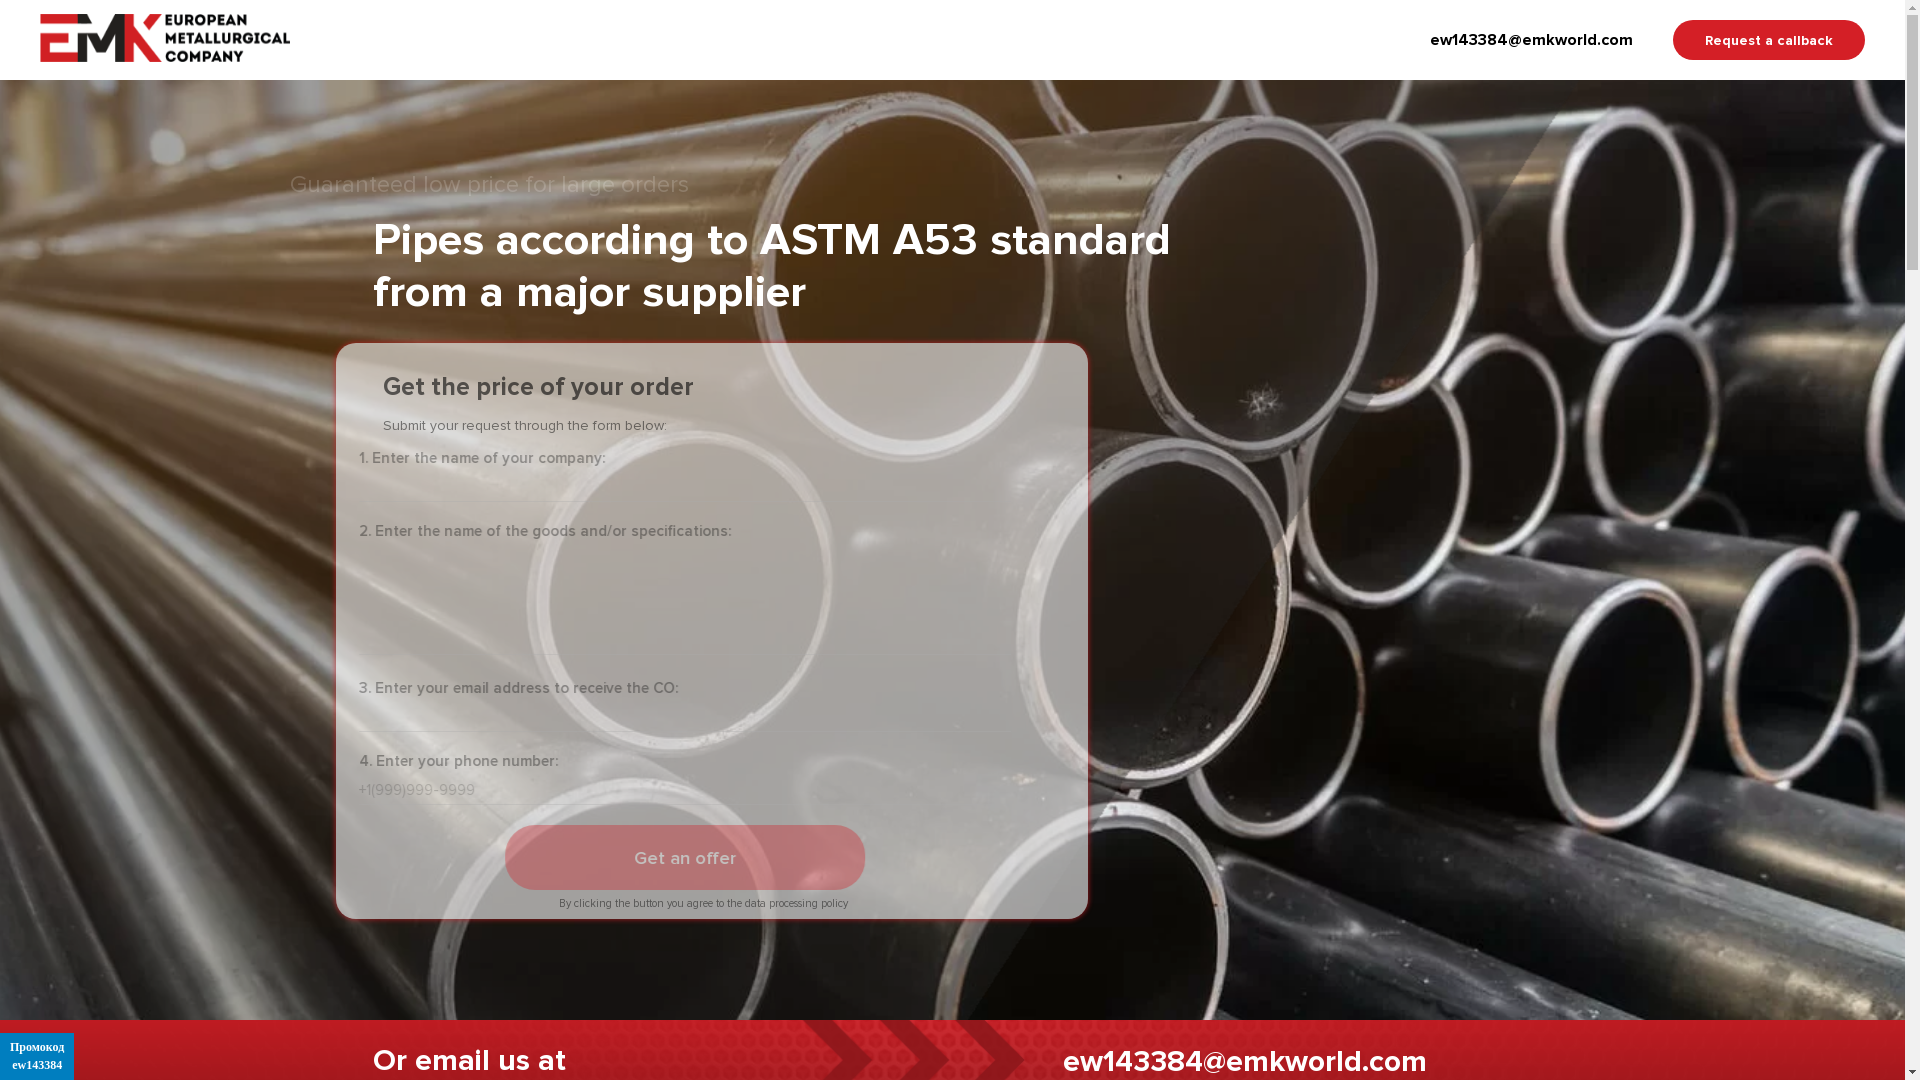 EUROPEAN
METALLURGICAL
COMPANY
EMK
ew143384@emkworld.com
Request a callback
Guaranteed low price for large orders
Pipes according to ASTM A53 standard
from a major supplier
Get the price of your order
Submit your request through the form below:
1. Enter the name of your company:
2. Enter the name of the goods and/or specifications:
3. Enter your email address to receive the CO:
4. Enter your phone number:
+1(999)999-9999
Get an offer
By clicking the button you agree to the data processing policy
Or email us at
ew143384@emkworld.com
Промокод
ew143384